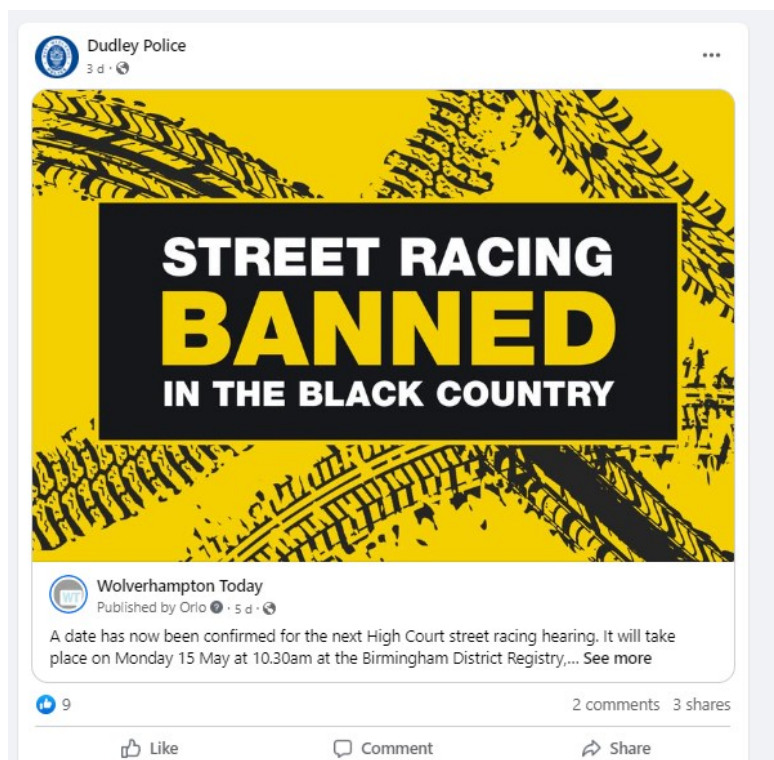 Dudley Police
3 d ·
STREET RACING
BANNED
IN THE BLACK COUNTRY
WT
Wolverhampton Today
Published by Orlo · 5 d ·
A date has now been confirmed for the next High Court street racing hearing. It will take
place on Monday 15 May at 10.30am at the Birmingham District Registry,... See more
9
2 comments 3 shares
Like
Comment
Share